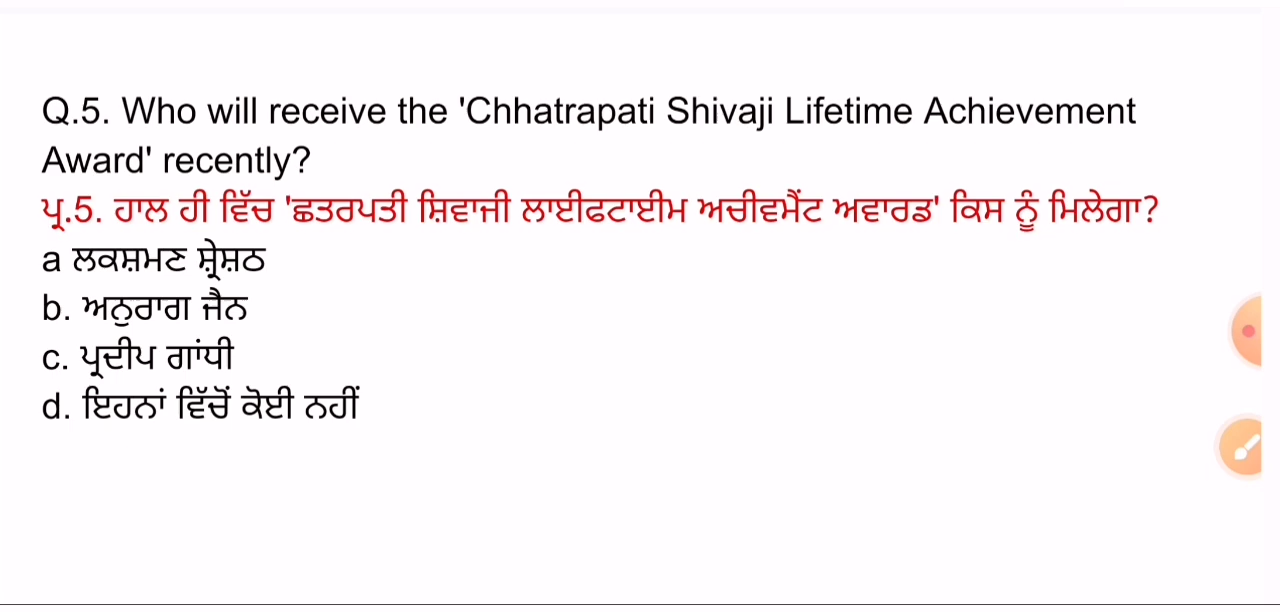 Q.5. Who will receive the 'Chhatrapati Shivaji Lifetime Achievement
Award' recently?
ਪ੍ਰ.5. ਹਾਲ ਹੀ ਵਿੱਚ 'ਛਤਰਪਤੀ ਸ਼ਿਵਾਜੀ ਲਾਈਫਟਾਈਮ ਅਚੀਵਮੈਂਟ ਅਵਾਰਡ' ਕਿਸ ਨੂੰ ਮਿਲੇਗਾ?
a ਲਕਸ਼ਮਣ ਸ਼੍ਰੇਸ਼ਠ
b. ਅਨੁਰਾਗ ਜੈਨ
c. ਪ੍ਰਦੀਪ ਗਾਂਧੀ
d. ਇਹਨਾਂ ਵਿੱਚੋਂ ਕੋਈ ਨਹੀਂ